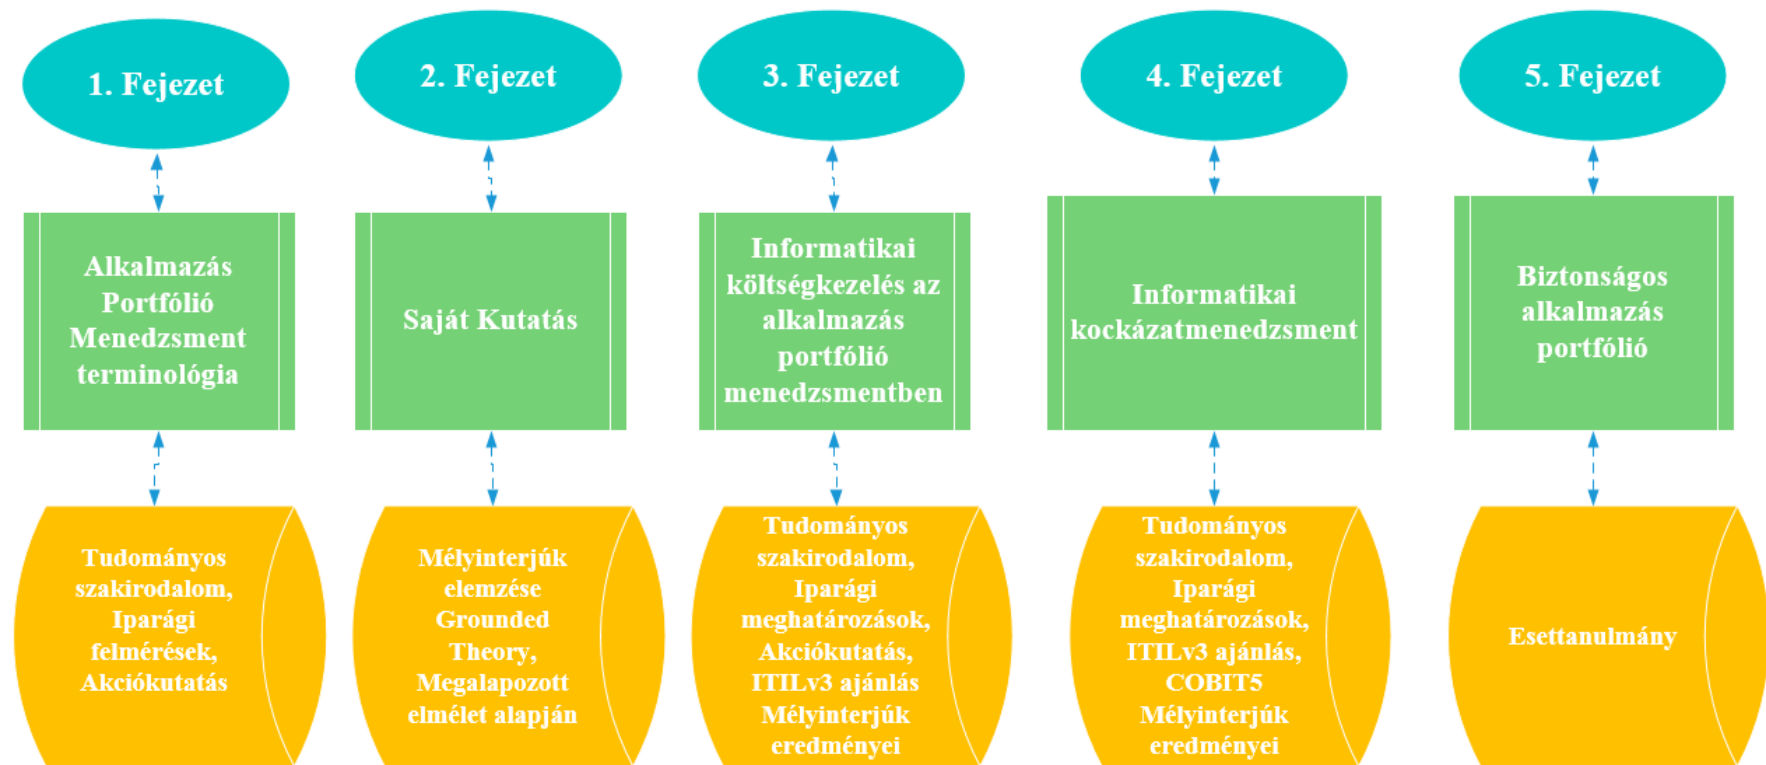 1. Fejezet
Alkalmazás
Portfólió
Menedzsment
terminológia
Tudományos
szakirodalom,
Iparági
felmérések,
Akciókutatás
2. Fejezet
Saját Kutatás
Mélyinterjúk
elemzése
Grounded
Theory,
Megalapozott
elmélet alapján
3. Fejezet
Informatikai
költségkezelés az
alkalmazás
portfólió
menedzsmentben
Tudományos
szakirodalom,
Iparági
meghatározások,
Akciókutatás,
ITILv3 ajánlás
Mélyinterjúk
eredményei
4. Fejezet
Informatikai
kockázatmenedzsment
Tudományos
szakirodalom,
Iparági
meghatározások,
ITILv3 ajánlás,
COBIT5
Mélyinterjúk
eredményei
5. Fejezet
Biztonságos
alkalmazás
portfólió
Esettanulmány